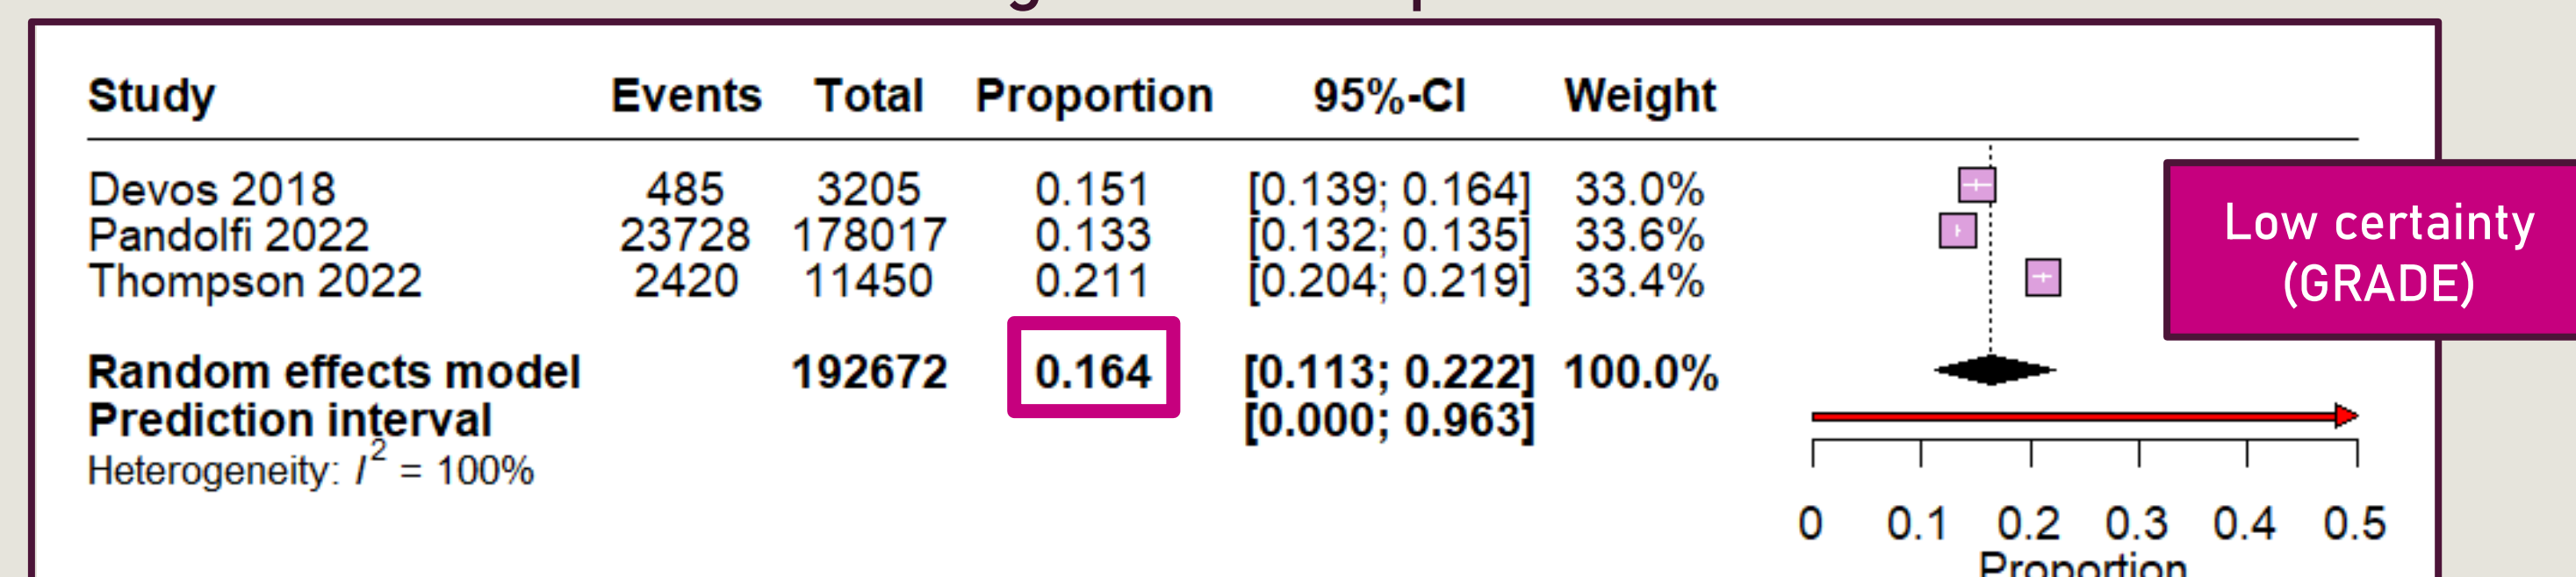 Study Events Total Proportion 95%-CI Weight
Devos 2018 485 3205 0.151 [0.139; 0.164] 33.0%
Pandolfi 2022 23728 178017 0.133 [0.132; 0.135] 33.6%
Thompson 2022 2420 11450 0.211 [0.204; 0.219] 33.4%
Low certainty
(GRADE)
Random effects model 192672 0.164 [0.113; 0.222] 100.0%
Prediction interval [0.000; 0.963]
Heterogeneity: I² = 100%
0 0.1 0.2 0.3 0.4 0.5
Proportion